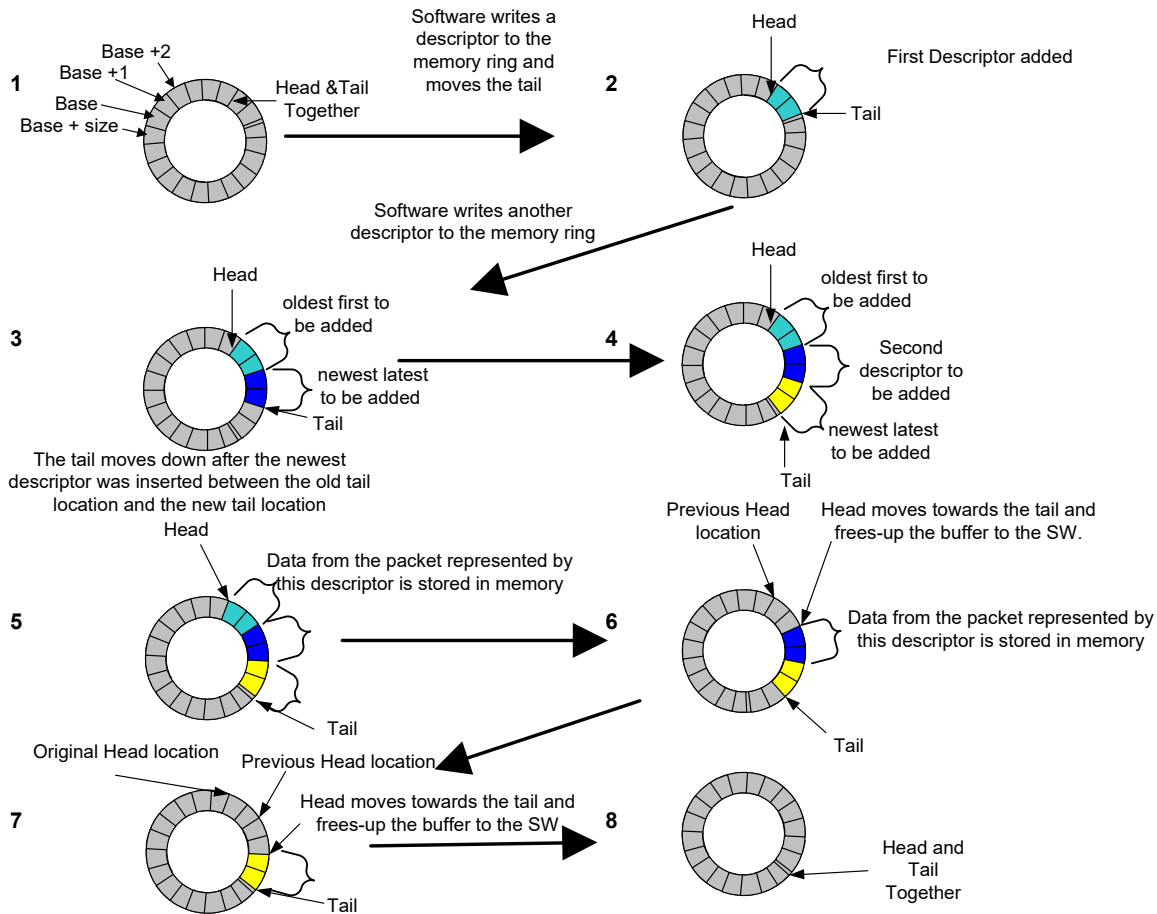 Software writes a
descriptor to the
memory ring and
moves the tail
1
Base +2
Base +1
Base
Base + size
Head &Tail
Together
2
Head
First Descriptor added
Tail
Software writes another
descriptor to the memory ring
3
Head
oldest first to
be added
newest latest
to be added
Tail
The tail moves down after the newest
descriptor was inserted between the old tail
location and the new tail location
4
Head
oldest first to
be added
Second
descriptor to
be added
newest latest
to be added
Tail
5
Head
Data from the packet represented by
this descriptor is stored in memory
Tail
6
Previous Head
location
Head moves towards the tail and
frees-up the buffer to the SW.
Data from the packet represented by
this descriptor is stored in memory
Tail
7
Original Head location
Previous Head location
Head moves towards the tail and
frees-up the buffer to the SW
Tail
8
Head and
Tail
Together